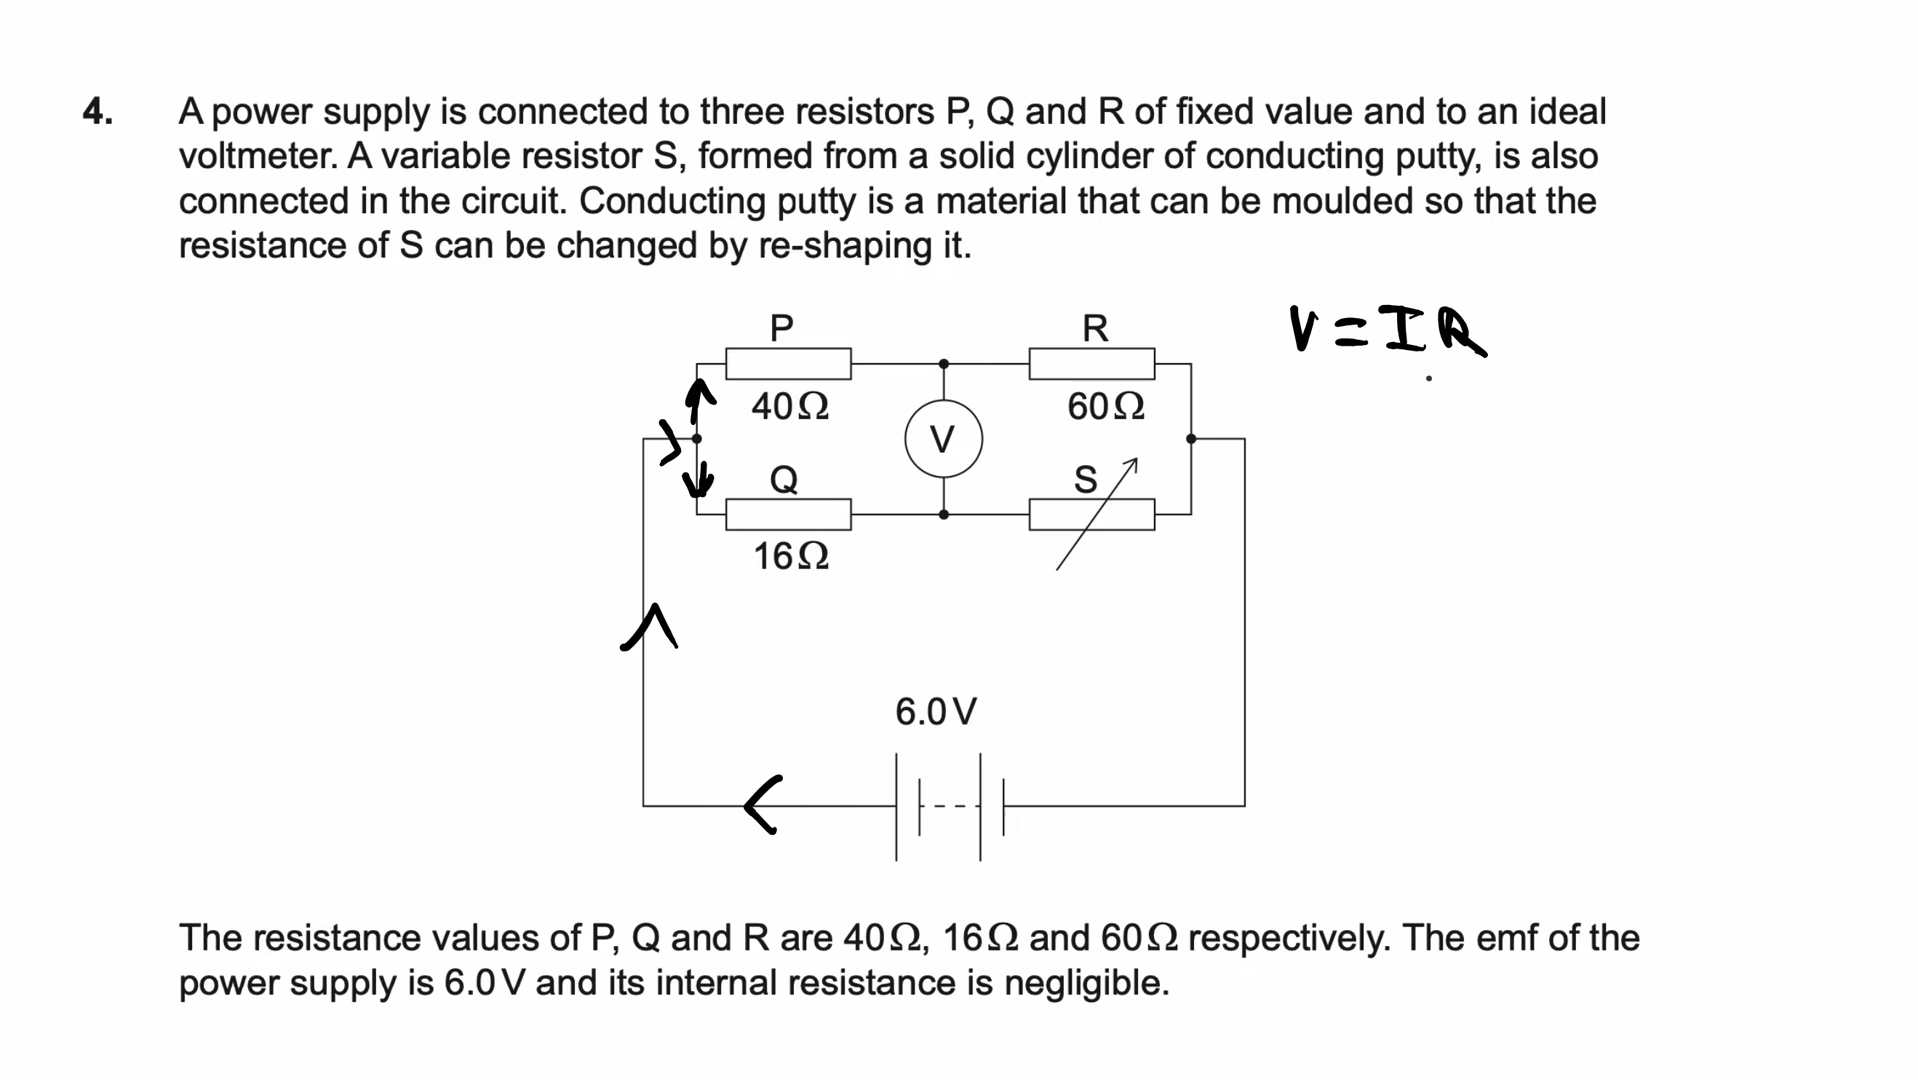 4. A power supply is connected to three resistors P, Q and R of fixed value and to an ideal
voltmeter. A variable resistor S, formed from a solid cylinder of conducting putty, is also
connected in the circuit. Conducting putty is a material that can be moulded so that the
resistance of S can be changed by re-shaping it.
P
R
V = IR
40Ω
60Ω
V
Q
S
16Ω
6.0V
The resistance values of P, Q and R are 40Ω, 16Ω and 60Ω respectively. The emf of the
power supply is 6.0V and its internal resistance is negligible.